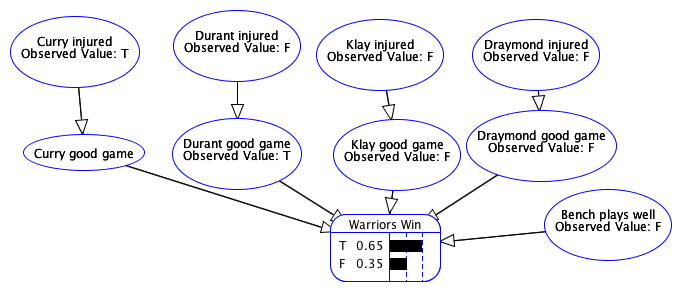 Curry injured
Observed Value: T
Durant injured
Observed Value: F
Klay injured
Observed Value: F
Draymond injured
Observed Value: F
Curry good game
Durant good game
Observed Value: T
Klay good game
Observed Value: F
Draymond good game
Observed Value: F
Bench plays well
Observed Value: F
Warriors Win
T 0.65
F 0.35